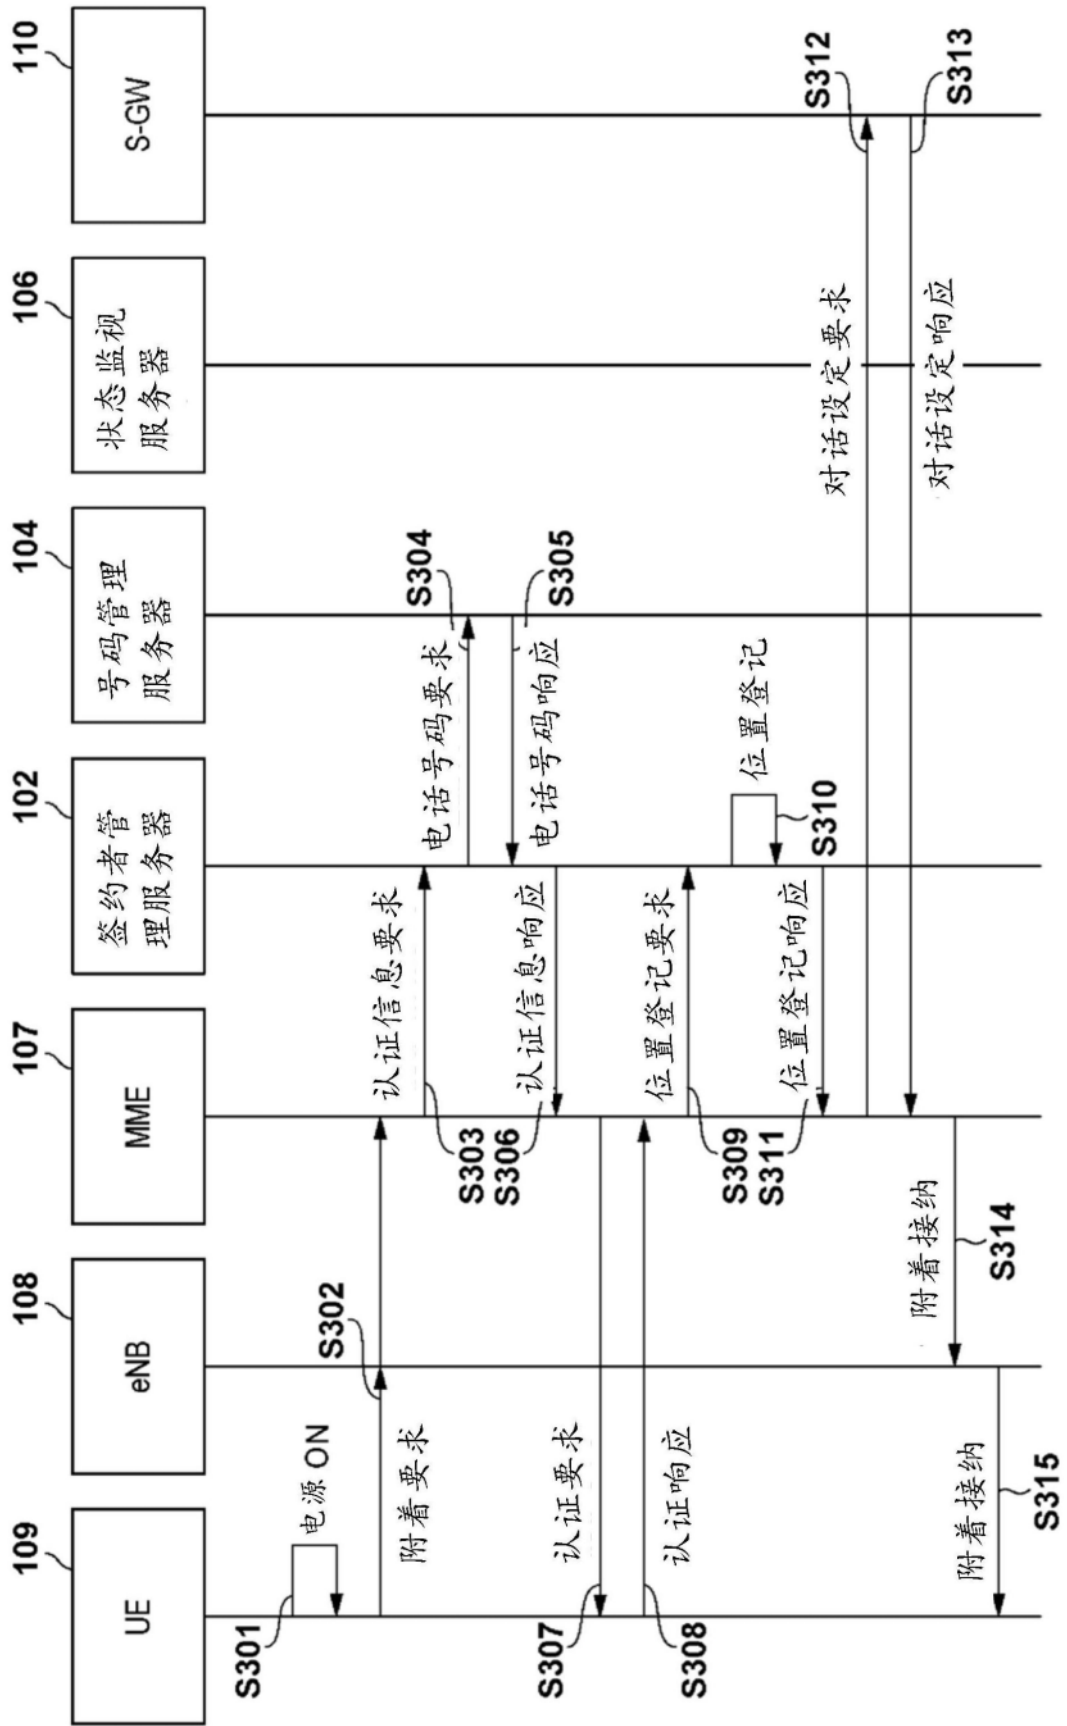 109
UE
108
eNB
107
MME
102
签约者管
理服务器
104
号码管理
服务器
106
状态监视
服务器
110
S-GW
S301
电源 ON
附着要求
S302
认证信息要求
S303
电话号码要求
S304
电话号码响应
S305
认证信息响应
S306
认证要求
S307
认证响应
S308
位置登记要求
S309
位置登记
S310
位置登记响应
S311
对话设定要求
S312
对话设定响应
S313
附着接纳
S314
附着接纳
S315